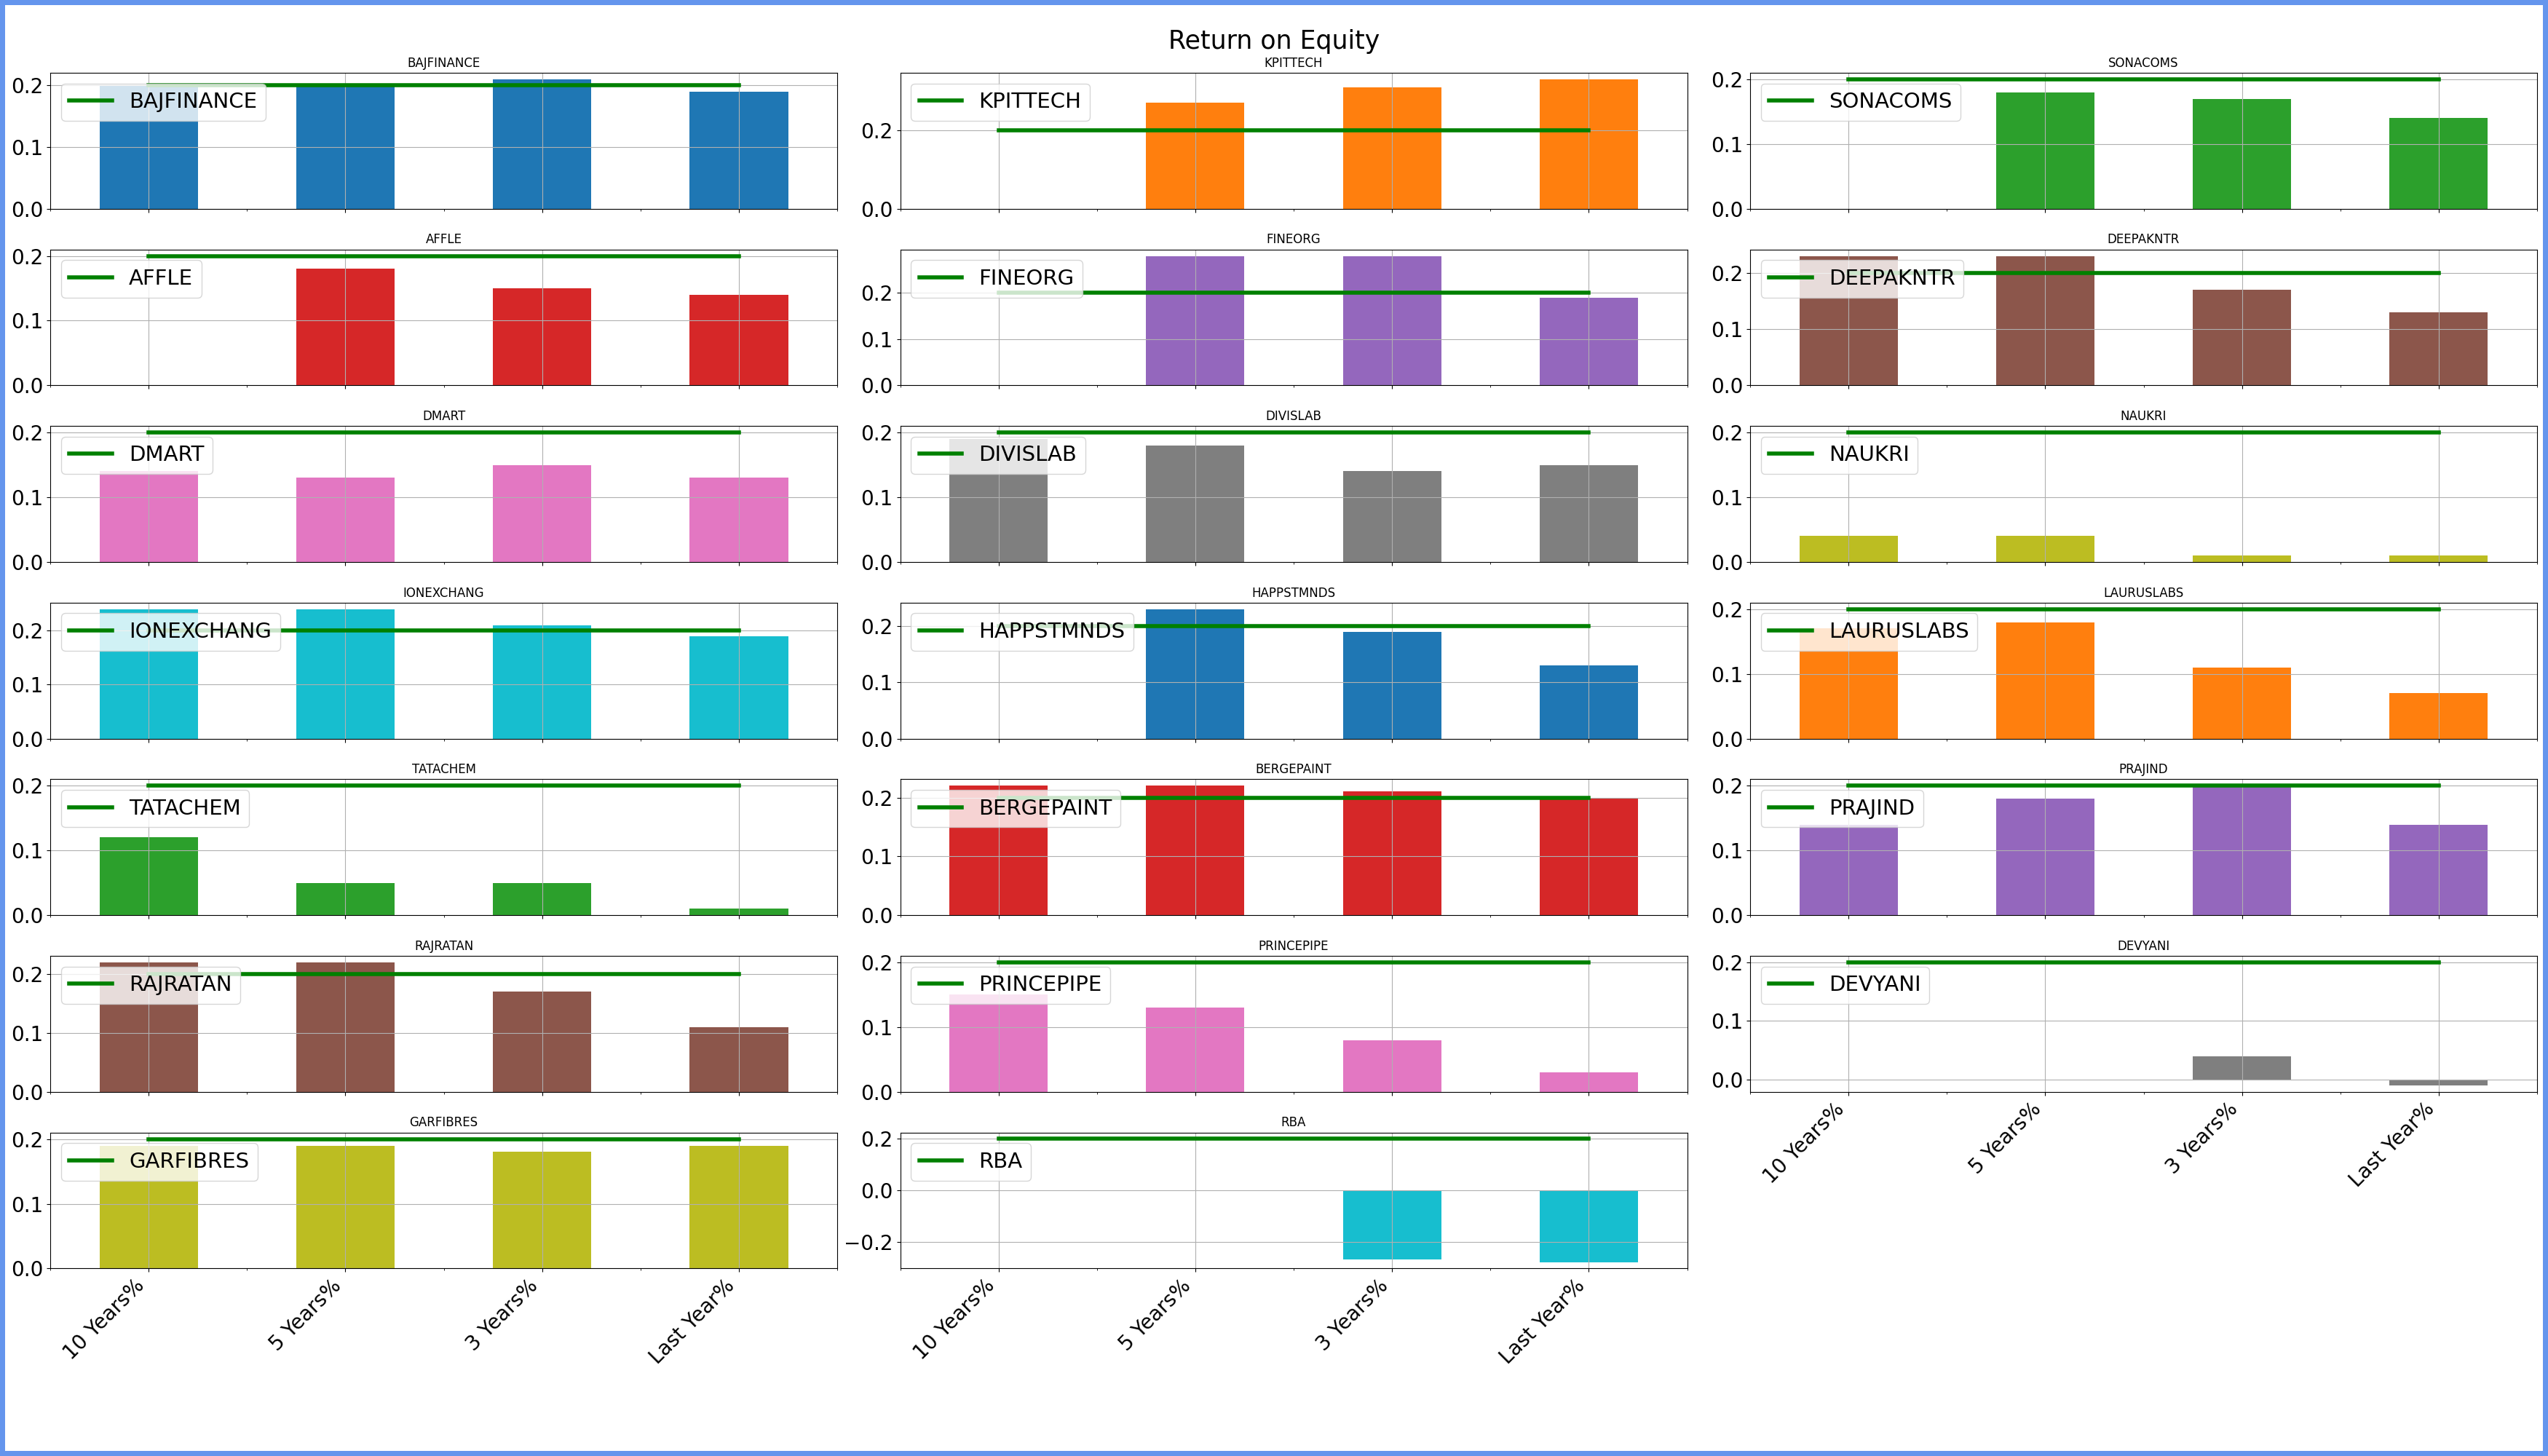 Return on Equity
BAJFINANCE
0.2
0.1
0.0
BAJFINANCE
KPITTECH
0.2
0.0
KPITTECH
SONACOMS
0.2
0.1
0.0
SONACOMS
AFFLE
0.2
0.1
0.0
AFFLE
FINEORG
0.2
0.1
0.0
FINEORG
DEEPAKNTR
0.2
0.1
0.0
DEEPAKNTR
DMART
0.2
0.1
0.0
DMART
DIVISLAB
0.2
0.1
0.0
DIVISLAB
NAUKRI
0.2
0.1
0.0
NAUKRI
IONEXCHANG
0.2
0.1
0.0
IONEXCHANG
HAPPSTMNDS
0.2
0.1
0.0
HAPPSTMNDS
LAURUSLABS
0.2
0.1
0.0
LAURUSLABS
TATACHEM
0.2
0.1
0.0
TATACHEM
BERGEPAINT
0.2
0.1
0.0
BERGEPAINT
PRAJIND
0.2
0.1
0.0
PRAJIND
RAJRATAN
0.2
0.1
0.0
RAJRATAN
PRINCEPIPE
0.2
0.1
0.0
PRINCEPIPE
DEVYANI
0.2
0.1
0.0
DEVYANI
10 Years%
5 Years%
3 Years%
Last Year%
GARFIBRES
0.2
0.1
0.0
GARFIBRES
10 Years%
5 Years%
3 Years%
Last Year%
RBA
0.2
0.0
−0.2
RBA
10 Years%
5 Years%
3 Years%
Last Year%